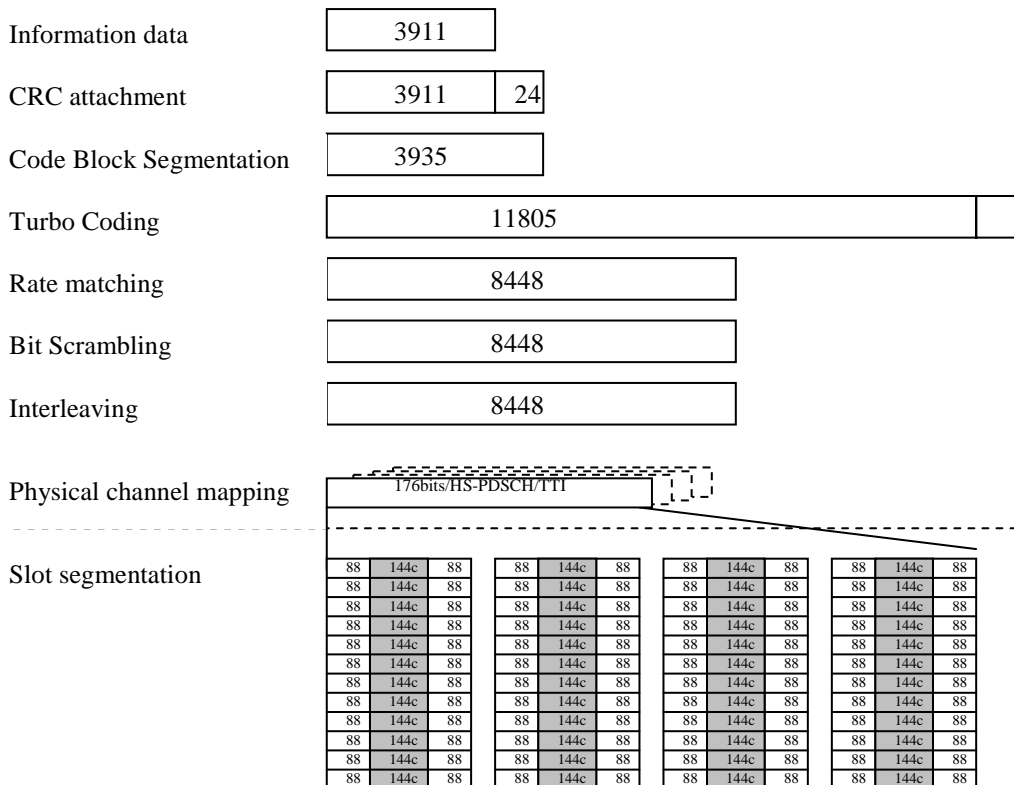 Information data 3911
CRC attachment 3911 24
Code Block Segmentation 3935
Turbo Coding 11805
Rate matching 8448
Bit Scrambling 8448
Interleaving 8448
Physical channel mapping 176bits/HS-PDSCH/TTI
Slot segmentation
88 144c 88 88 144c 88 88 144c 88 88 144c 88
88 144c 88 88 144c 88 88 144c 88 88 144c 88
88 144c 88 88 144c 88 88 144c 88 88 144c 88
88 144c 88 88 144c 88 88 144c 88 88 144c 88
88 144c 88 88 144c 88 88 144c 88 88 144c 88
88 144c 88 88 144c 88 88 144c 88 88 144c 88
88 144c 88 88 144c 88 88 144c 88 88 144c 88
88 144c 88 88 144c 88 88 144c 88 88 144c 88
88 144c 88 88 144c 88 88 144c 88 88 144c 88
88 144c 88 88 144c 88 88 144c 88 88 144c 88
88 144c 88 88 144c 88 88 144c 88 88 144c 88
88 144c 88 88 144c 88 88 144c 88 88 144c 88